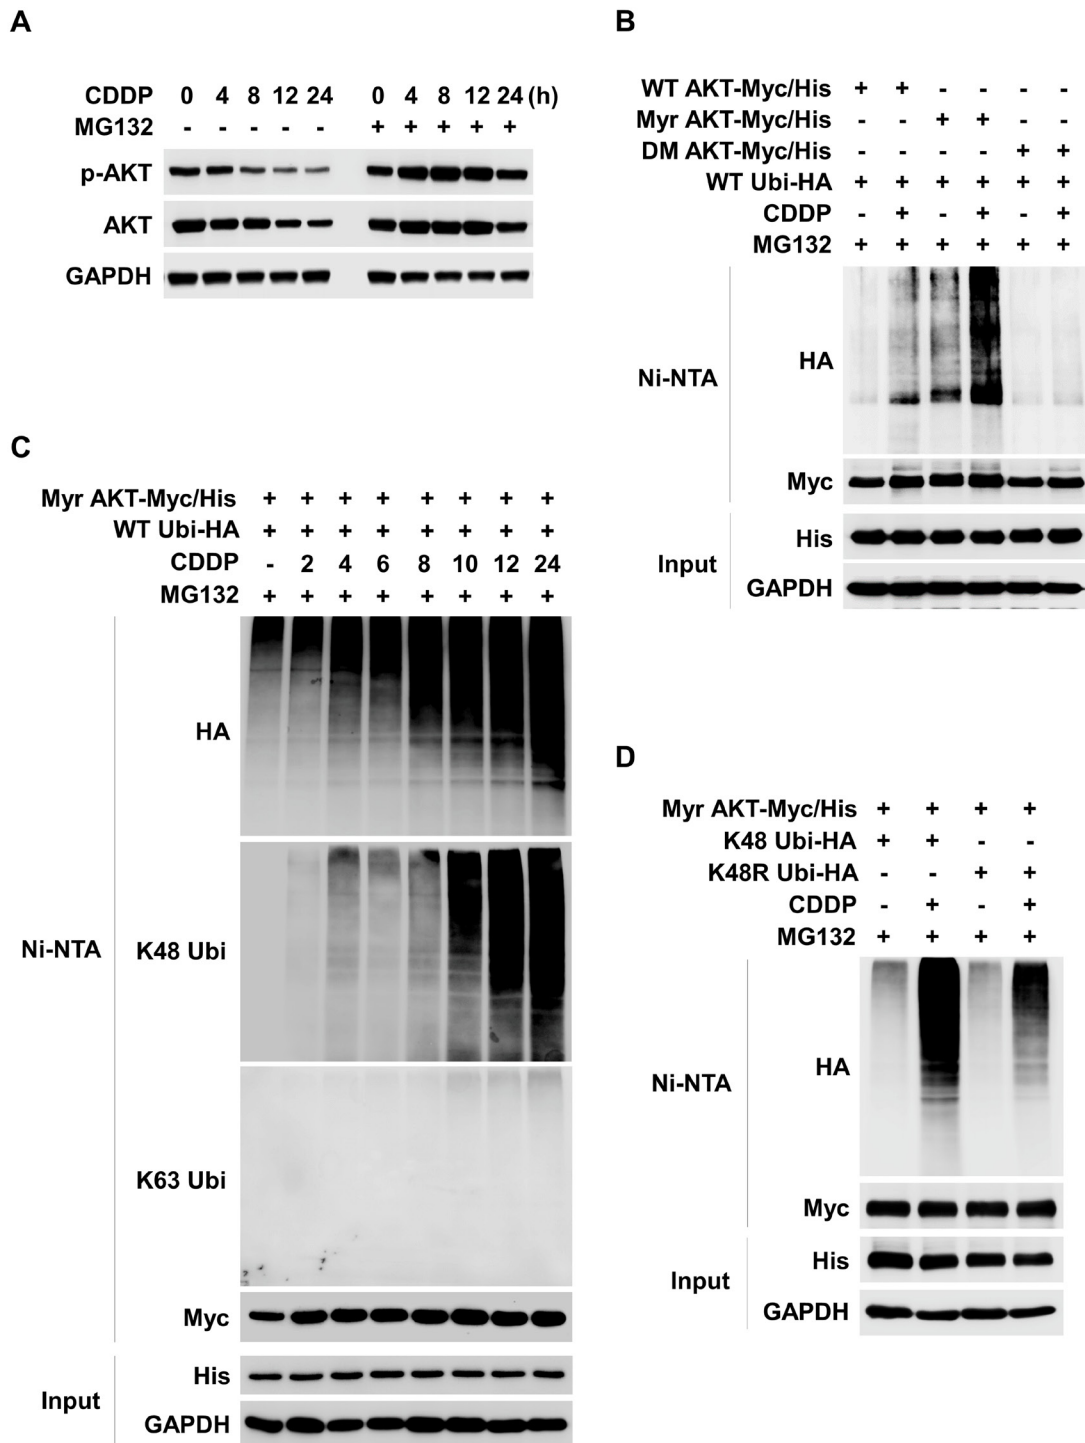 A
CDDP 0 4 8 12 24 0 4 8 12 24 (h)
MG132 - - - - - + + + + +
p-AKT
AKT
GAPDH
B
WT AKT-Myc/His + + - - - -
Myr AKT-Myc/His - - + + - -
DM AKT-Myc/His - - - - + +
WT Ubi-HA + + + + + +
CDDP - + - + - +
MG132 + + + + + +
Ni-NTA
HA
Myc
Input
His
GAPDH
C
Myr AKT-Myc/His + + + + + + + +
WT Ubi-HA + + + + + + + +
CDDP - 2 4 6 8 10 12 24
MG132 + + + + + + + +
Ni-NTA
HA
K48 Ubi
K63 Ubi
Myc
Input
His
GAPDH
D
Myr AKT-Myc/His + + + +
K48 Ubi-HA + + - -
K48R Ubi-HA - - + +
CDDP - + - +
MG132 + + + +
Ni-NTA
HA
Myc
Input
His
GAPDH